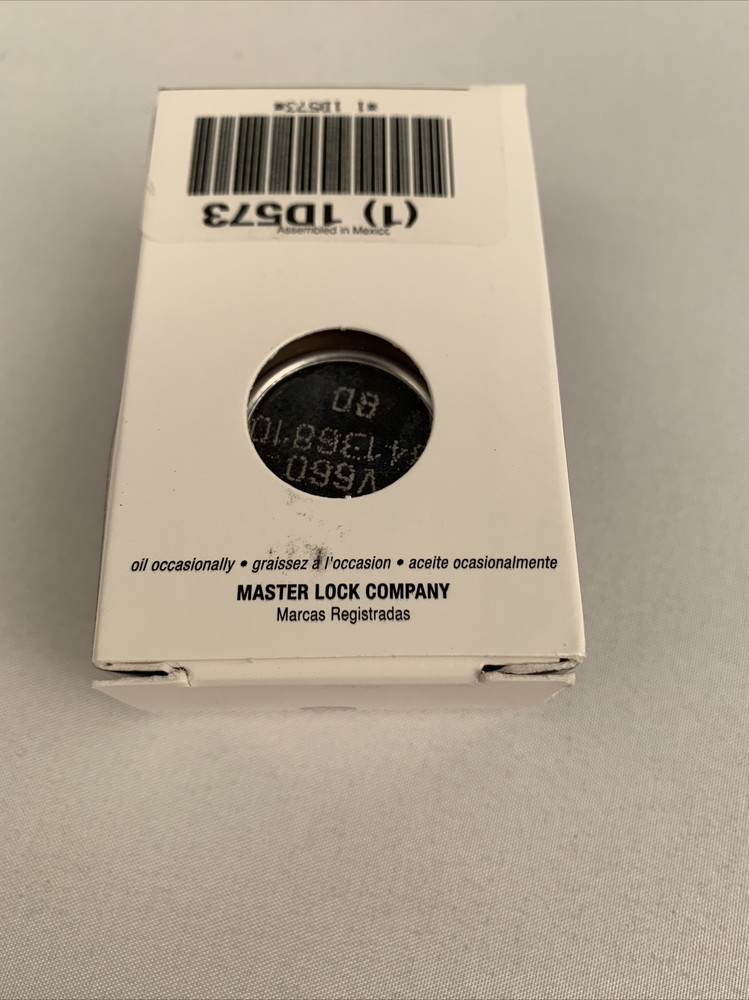 *1 1D573*
(1) 1D573
Assembled in Mexico
V660
oil occasionally • graissez à l'occasion • aceite ocasionalmente
MASTER LOCK COMPANY
Marcas Registradas